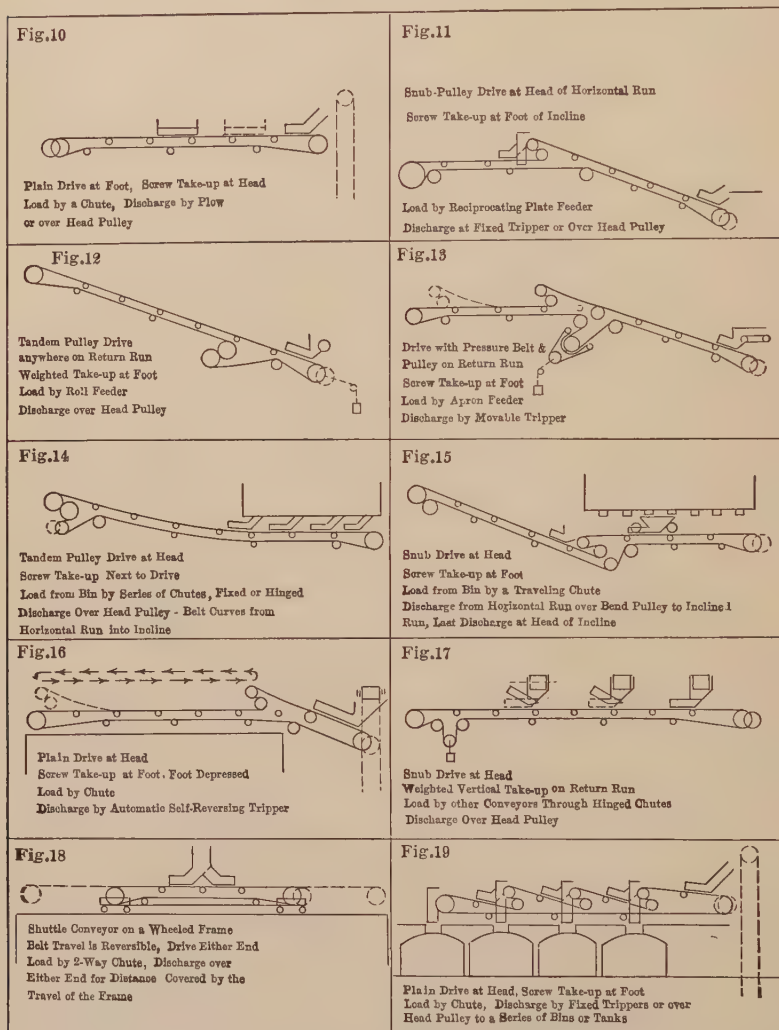 Fig.10
Plain Drive at Foot, Screw Take-up at Head
Load by a Chute, Discharge by Plow
or over Head Pulley
Fig.11
Snub-Pulley Drive at Head of Horizontal Run
Screw Take-up at Foot of Incline
Load by Reciprocating Plate Feeder
Discharge at Fixed Tripper or Over Head Pulley
Fig.12
Tandem Pulley Drive
anywhere on Return Run
Weighted Take-up at Foot
Load by Roll Feeder
Discharge over Head Pulley
Fig.13
Drive with Pressure Belt &
Pulley on Return Run
Screw Take-up at Foot
Load by Apron Feeder
Discharge by Movable Tripper
Fig.14
Tandem Pulley Drive at Head
Screw Take-up Next to Drive
Load from Bin by Series of Chutes, Fixed or Hinged
Discharge Over Head Pulley - Belt Curves from
Horizontal Run into Incline
Fig.15
Snub Drive at Head
Screw Take-up at Foot
Load from Bin by a Traveling Chute
Discharge from Horizontal Run over Bend Pulley to Incline 1
Run, Last Discharge at Head of Incline
Fig.16
Plain Drive at Head
Screw Take-up at Foot. Foot Depressed
Load by Chute
Discharge by Automatic Self-Reversing Tripper
Fig.17
Snub Drive at Head
Weighted Vertical Take-up on Return Run
Load by other Conveyors Through Hinged Chutes
Discharge Over Head Pulley
Fig.18
Shuttle Conveyor on a Wheeled Frame
Belt Travel is Reversible, Drive Either End
Load by 2-Way Chute, Discharge over
Either End for Distance Covered by the
Travel of the Frame
Fig.19
Plain Drive at Head, Screw Take-up at Foot
Load by Chute, Discharge by Fixed Trippers or over
Head Pulley to a Series of Bins or Tanks